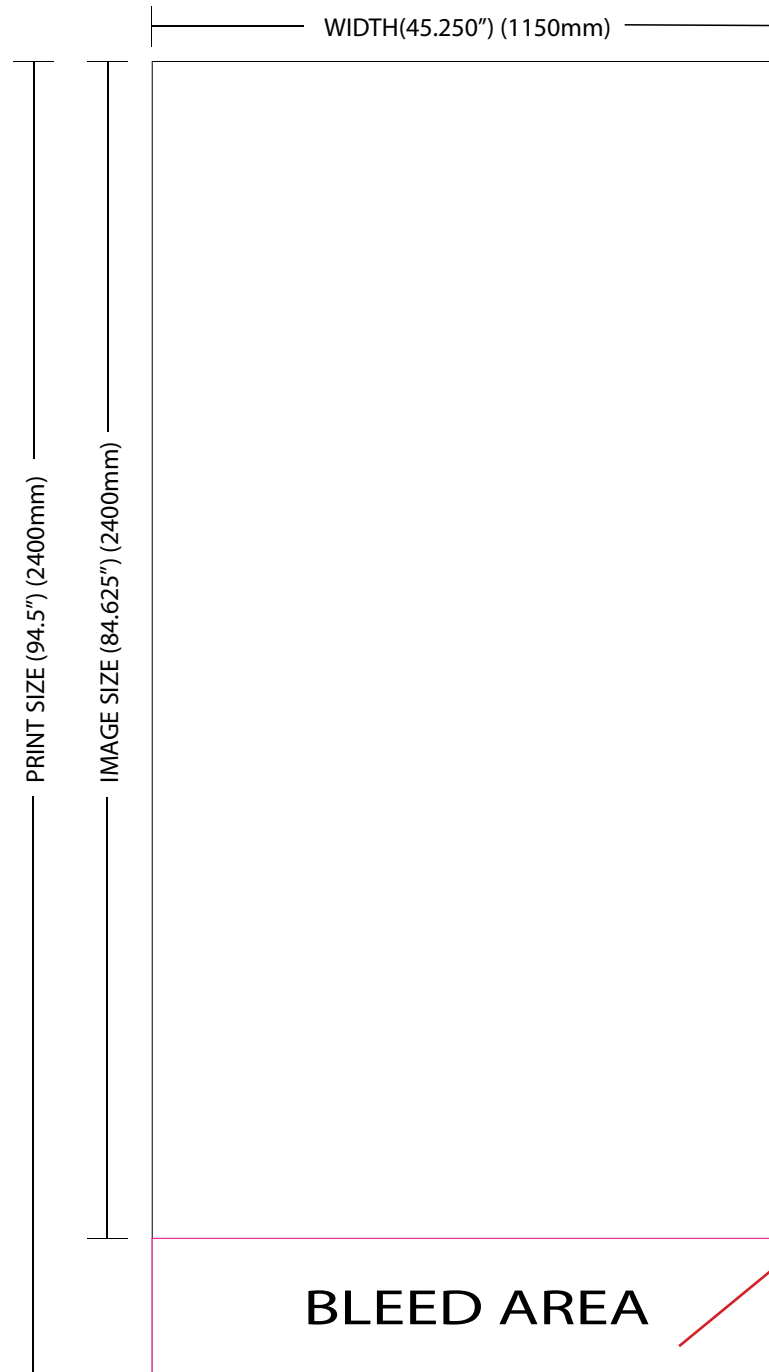 WIDTH(45.250”) (1150mm)
PRINT SIZE (94.5”) (2400mm)
IMAGE SIZE (84.625”) (2400mm)
BLEED AREA